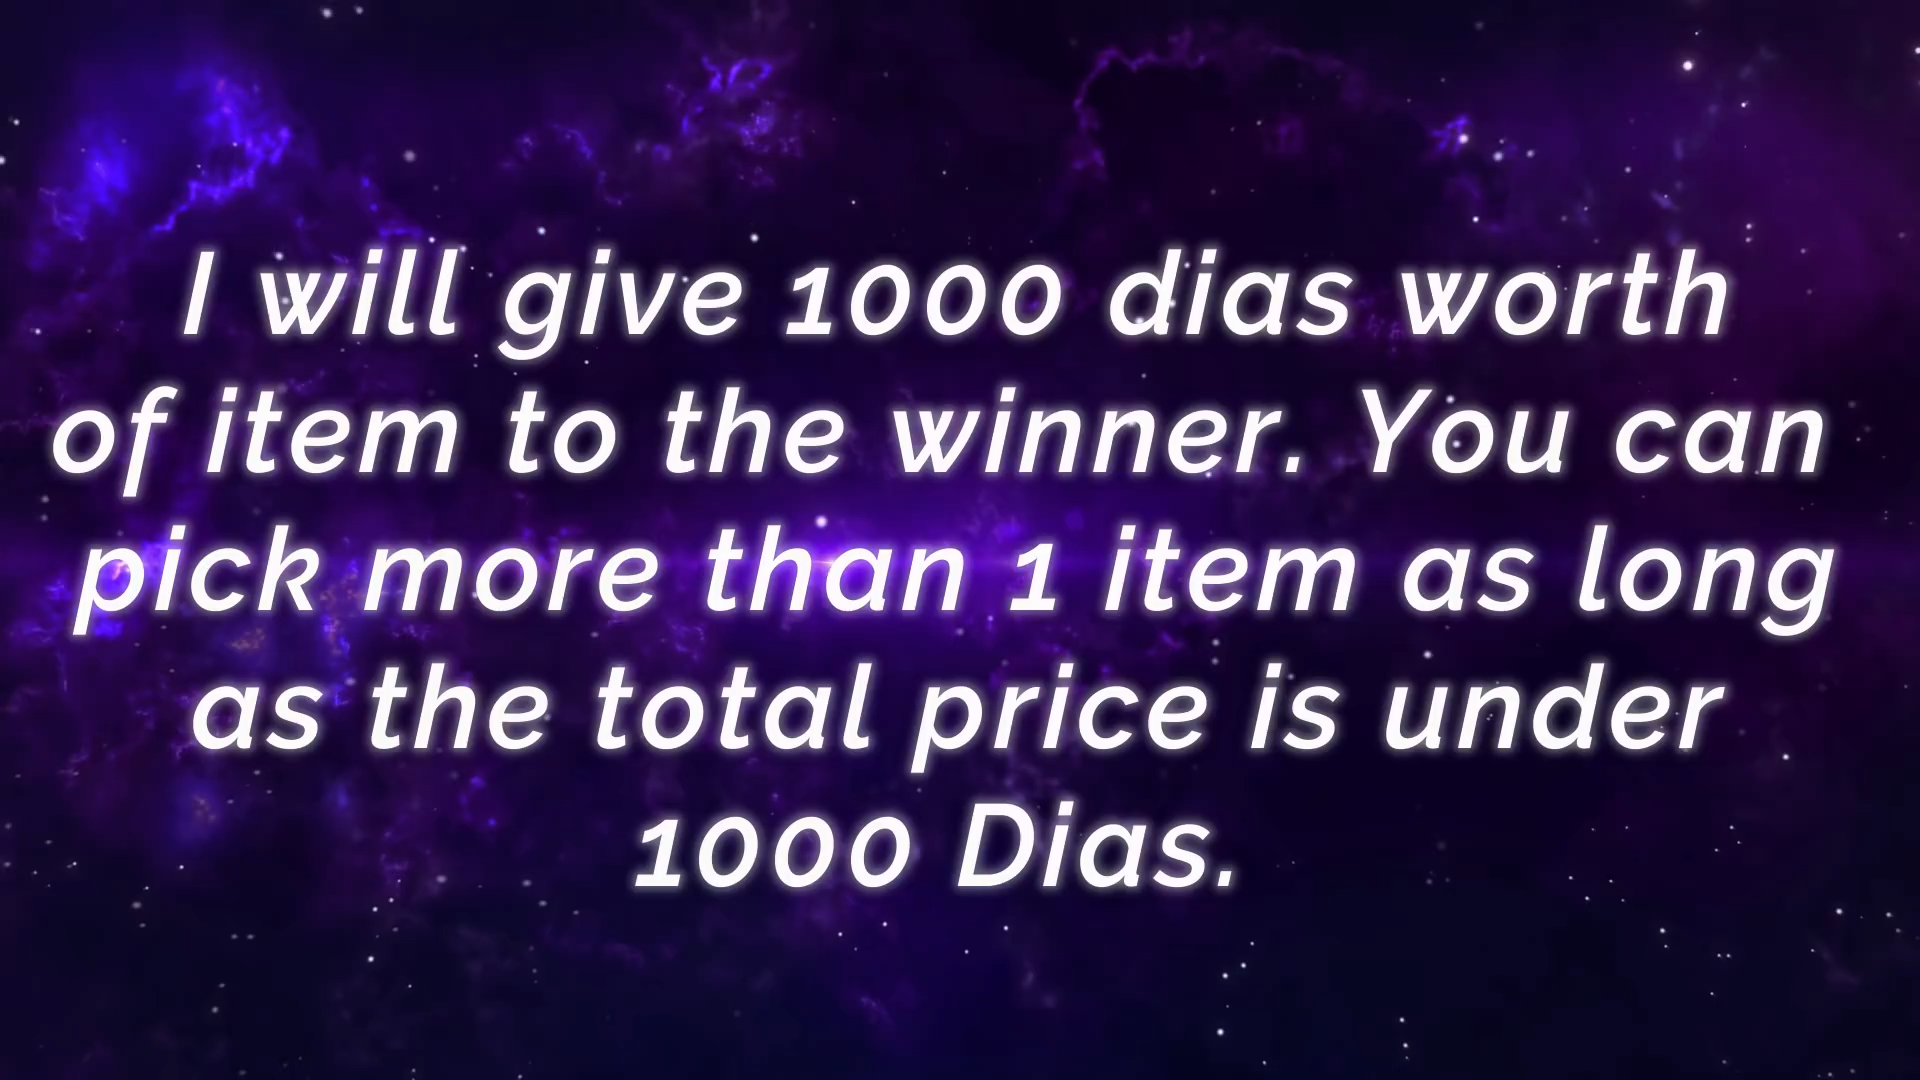 I will give 1000 dias worth
of item to the winner. You can
pick more than 1 item as long
as the total price is under
1000 Dias.